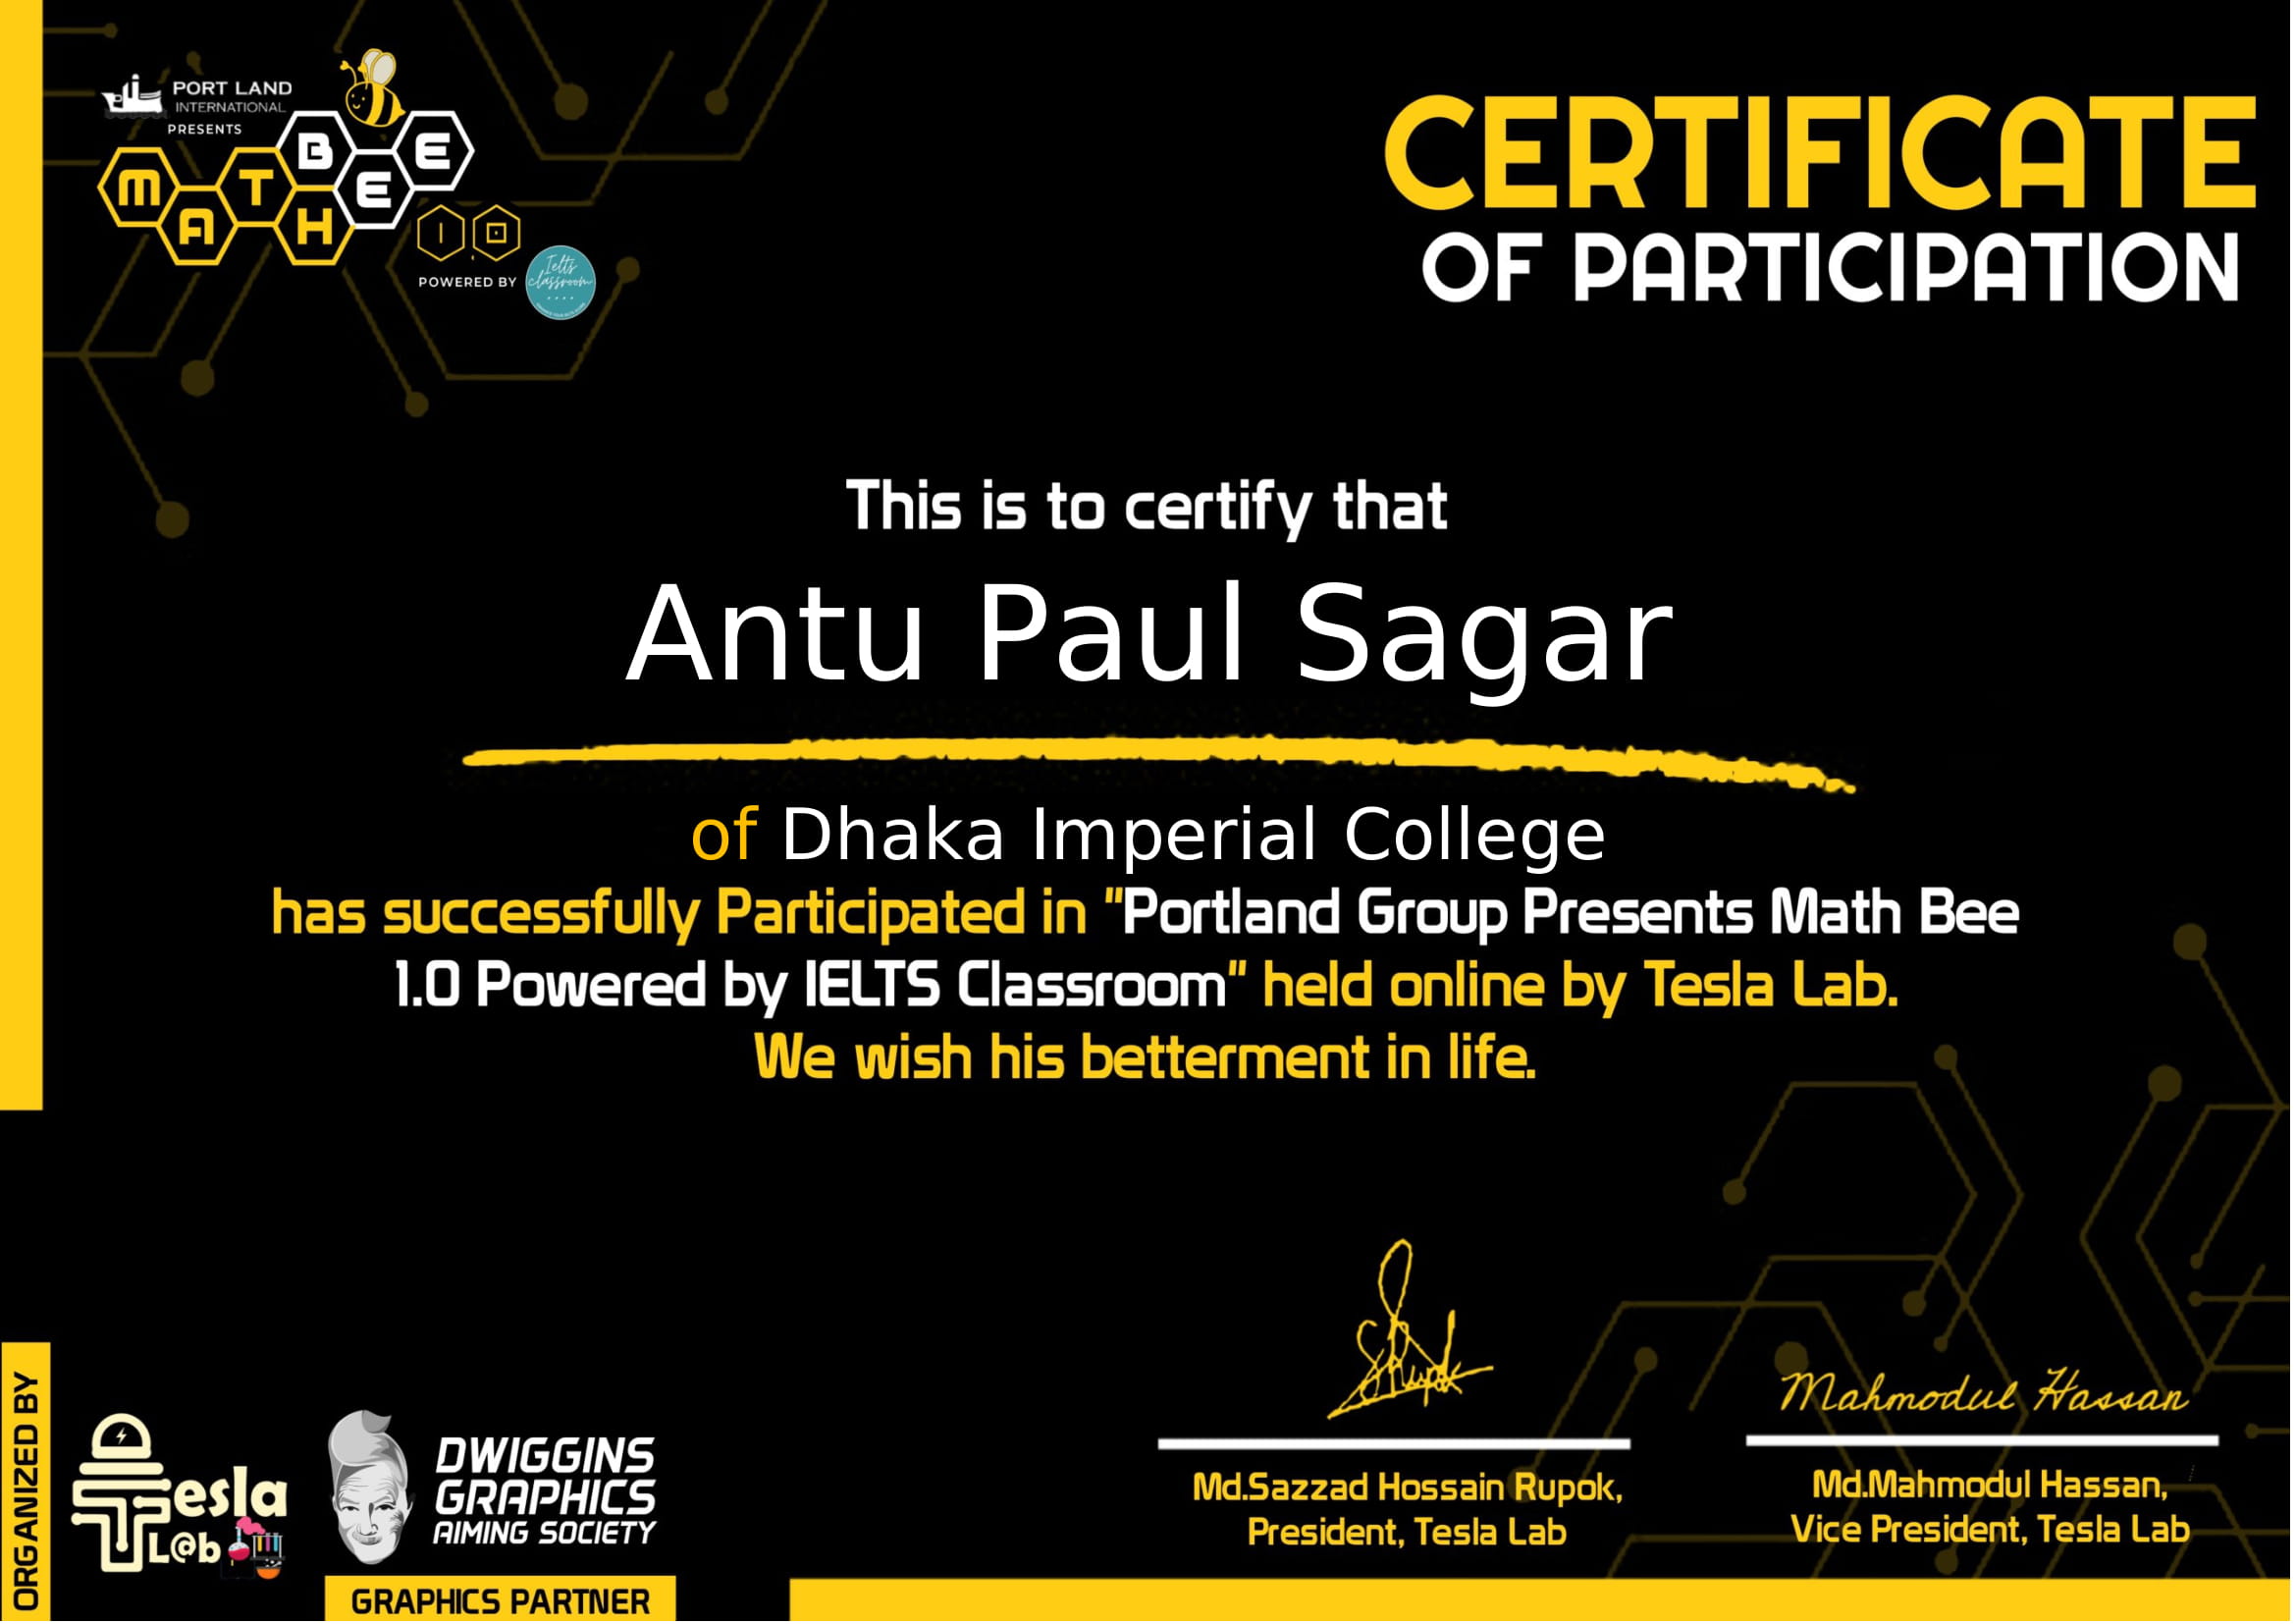 PORT LAND
INTERNATIONAL
PRESENTS
MATH BEE
1.0
POWERED BY
Ielts
classroom
CERTIFICATE
OF PARTICIPATION
This is to certify that
Antu Paul Sagar
of Dhaka Imperial College
has successfully Participated in "Portland Group Presents Math Bee
1.0 Powered by IELTS Classroom" held online by Tesla Lab.
We wish his betterment in life.
SRupok
Md.Sazzad Hossain Rupok,
President, Tesla Lab
Mahmodul Hassan
Md.Mahmodul Hassan,
Vice President, Tesla Lab
ORGANIZED BY
Tesla
L@b
DWIGGINS
GRAPHICS
AIMING SOCIETY
GRAPHICS PARTNER